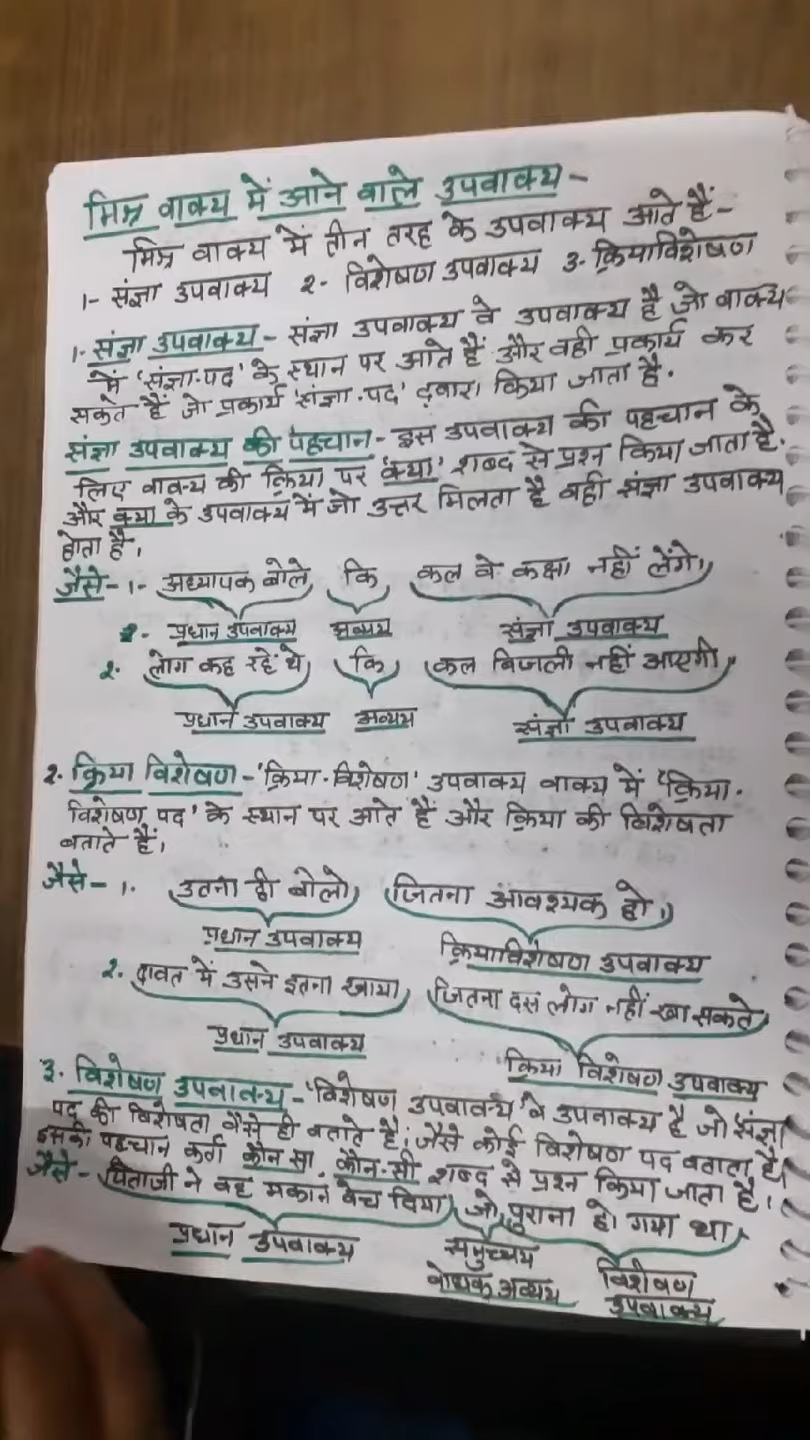 मिश्र वाक्य में आने वाले उपवाक्य -
मिश्र वाक्य में तीन तरह के उपवाक्य आते हैं-
1- संज्ञा उपवाक्य 2- विशेषण उपवाक्य 3- क्रियाविशेषण
1- संज्ञा उपवाक्य - संज्ञा उपवाक्य वे उपवाक्य है जो वाक्य
में 'संज्ञा-पद' के स्थान पर आते हैं और वही प्रकार्य कर
सकते हैं जो प्रकार्य 'संज्ञा-पद' द्वारा किया जाता है.
संज्ञा उपवाक्य की पहचान - इस उपवाक्य की पहचान के
लिए वाक्य की क्रिया पर 'क्या' शब्द से प्रश्न किया जाता है.
और क्या के उपवाक्य में जो उत्तर मिलता है वही संज्ञा उपवाक्य
होता है।
जैसे- 1- अध्यापक बोले कि कल वे कक्षा नहीं लेंगे।
2- प्रधान उपवाक्य अव्यय संज्ञा उपवाक्य
2. लोग कह रहे थे कि कल बिजली नहीं आएगी
प्रधान उपवाक्य अव्यय संज्ञा उपवाक्य
2. क्रिया विशेषण - 'क्रिया-विशेषण' उपवाक्य वाक्य में 'क्रिया-
विशेषण पद' के स्थान पर आते हैं और क्रिया की विशेषता
बताते हैं।
जैसे- 1. उतना ही बोलो जितना आवश्यक हो।
प्रधान उपवाक्य क्रियाविशेषण उपवाक्य
2. दावत में उसने इतना खाया जितना दस लोग नहीं खा सकते
प्रधान उपवाक्य क्रिया विशेषण उपवाक्य
3. विशेषण उपवाक्य - 'विशेषण उपवाक्य' वे उपवाक्य है जो संज्ञा
पद की विशेषता वैसे ही बताते है। जैसे कोई विशेषण पद बताता है।
इसकी पहचान कर्ता कौन सा, कौन-सी शब्द से प्रश्न किया जाता है।
जैसे- पिताजी ने वह मकान बेच दिया जो पुराना हो गया था
प्रधान उपवाक्य समुच्चय विशेषण
बोधक अव्यय उपवाक्य